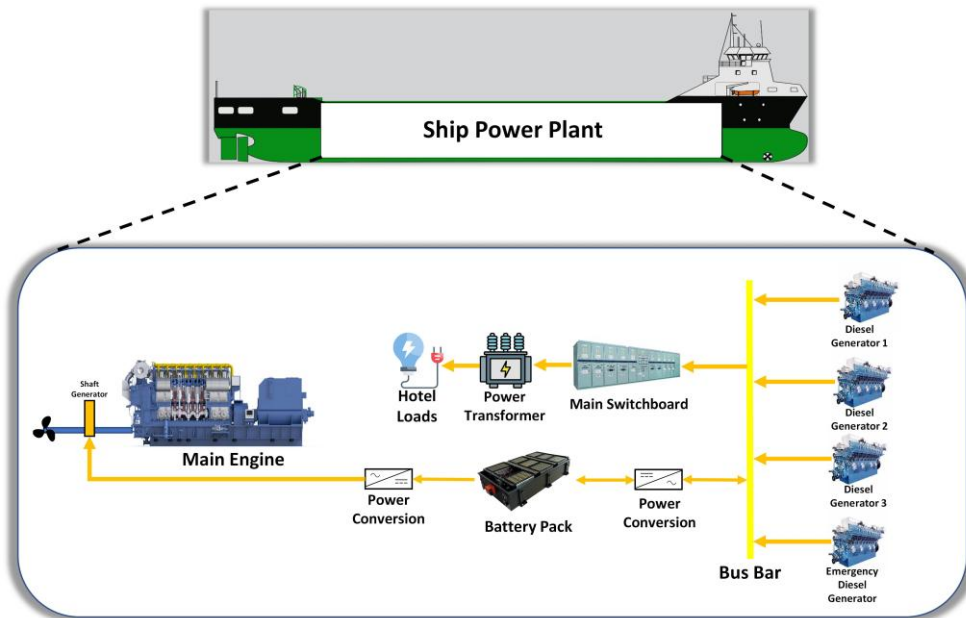 Ship Power Plant
Diesel
Generator 1
Shaft
Generator
Hotel
Loads
Power
Transformer
Main Switchboard
Diesel
Generator 2
Main Engine
Diesel
Generator 3
Power
Conversion
Battery Pack
Power
Conversion
Bus Bar
Emergency
Diesel
Generator